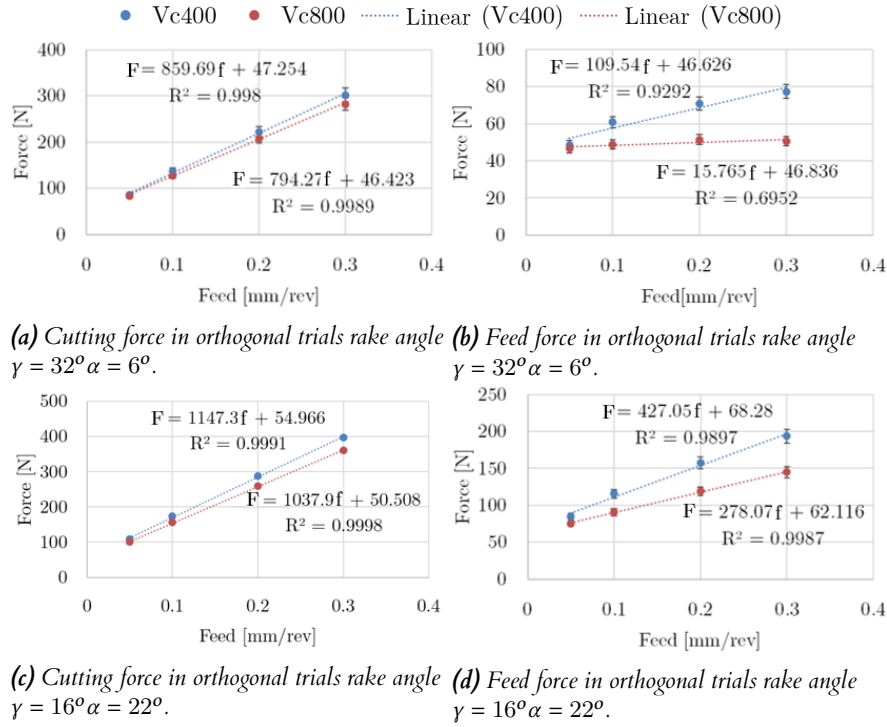 Vc400 Vc800 Linear (Vc400) Linear (Vc800)
400
300
200
100
0
Force [N]
F= 859.69f + 47.254
R² = 0.998
F= 794.27f + 46.423
R² = 0.9989
0 0.1 0.2 0.3 0.4
Feed [mm/rev]
100
80
60
40
20
0
Force [N]
F= 109.54f + 46.626
R² = 0.9292
F= 15.765f + 46.836
R² = 0.6952
0 0.1 0.2 0.3 0.4
Feed[mm/rev]
(a) Cutting force in orthogonal trials rake angle
γ = 32º α = 6º.
(b) Feed force in orthogonal trials rake angle
γ = 32º α = 6º.
500
400
300
200
100
0
Force [N]
F= 1147.3f + 54.966
R² = 0.9991
F= 1037.9f + 50.508
R² = 0.9998
0 0.1 0.2 0.3 0.4
Feed [mm/rev]
250
200
150
100
50
0
Force [N]
F= 427.05f + 68.28
R² = 0.9897
F= 278.07f + 62.116
R² = 0.9987
0 0.1 0.2 0.3 0.4
Feed [mm/rev]
(c) Cutting force in orthogonal trials rake angle
γ = 16º α = 22º.
(d) Feed force in orthogonal trials rake angle
γ = 16º α = 22º.